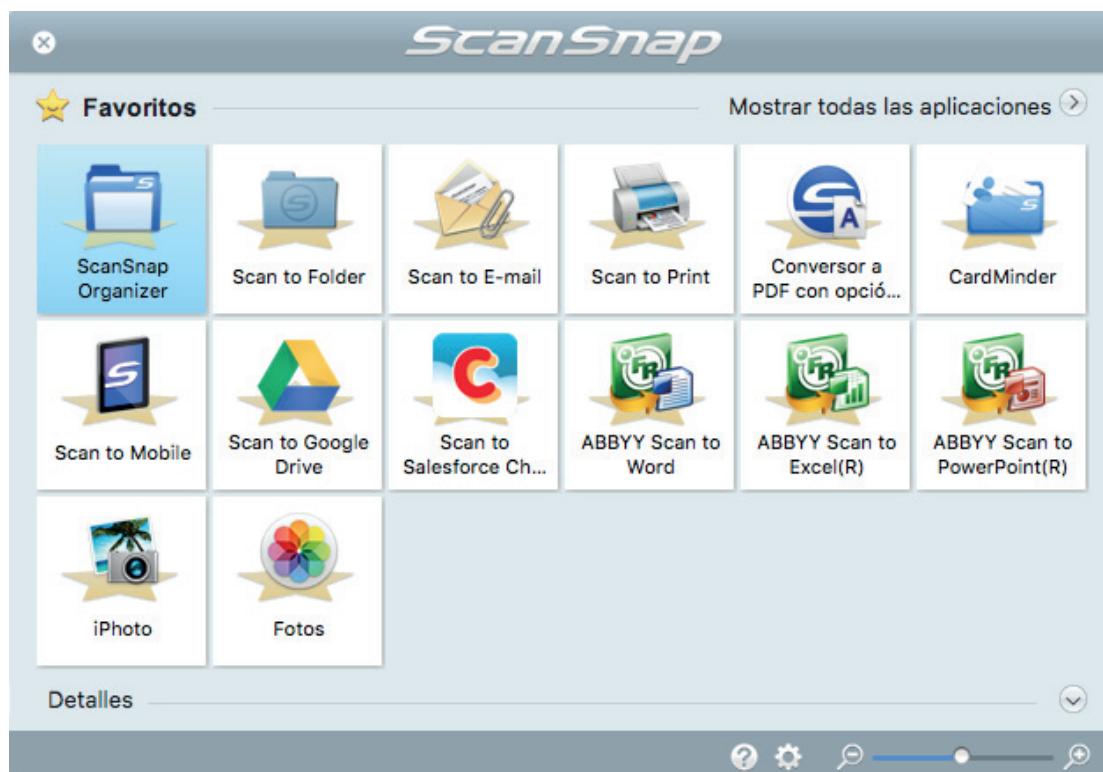 ScanSnap
Favoritos
Mostrar todas las aplicaciones
ScanSnap
Organizer
Scan to Folder
Scan to E-mail
Scan to Print
Conversor a
PDF con opció...
CardMinder
Scan to Mobile
Scan to Google
Drive
Scan to
Salesforce Ch...
ABBYY Scan to
Word
ABBYY Scan to
Excel(R)
ABBYY Scan to
PowerPoint(R)
iPhoto
Fotos
Detalles